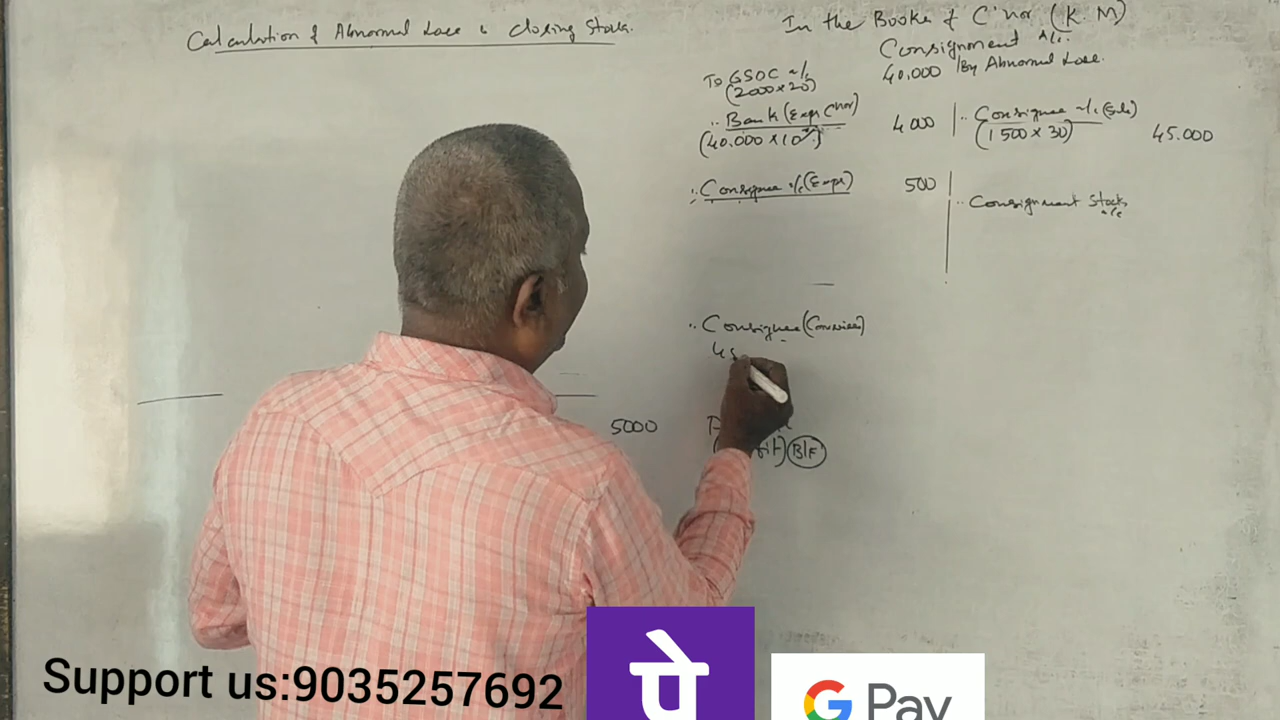 Calculation of Abnormal Loss & Closing Stock.
In the Books of C'nor (K.M)
Consignment A/c.
To GSOC A/c 40,000 By Abnormal Loss.
(2000×20)
" Bank (Exps C'nor) 4000 " Consignee A/c (Sale)
(40.000×10%) (1500×30) 45.000
" Consignee A/c (Exps) 500
" Consignment Stock A/c
" Consignee (Commission)
45
5000
B/F
Support us:9035257692
पे
G Pay